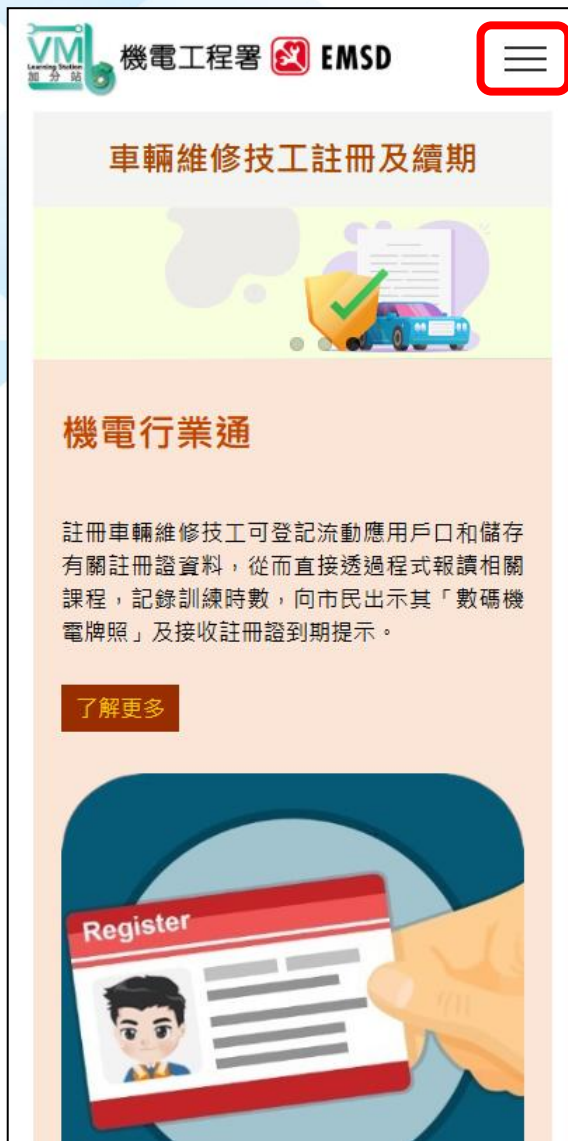 VM
Learning Station
加 分 站
機電工程署 EMSD
車輛維修技工註冊及續期
機電行業通
註冊車輛維修技工可登記流動應用戶口和儲存
有關註冊證資料，從而直接透過程式報讀相關
課程，記錄訓練時數，向市民出示其「數碼機
電牌照」及接收註冊證到期提示。
了解更多
Register